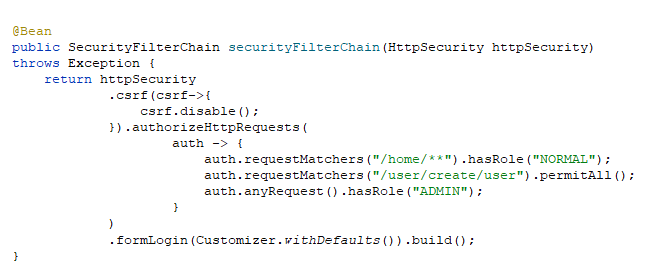 @Bean
public SecurityFilterChain securityFilterChain(HttpSecurity httpSecurity)
throws Exception {
    return httpSecurity
            .csrf(csrf->{
                csrf.disable();
            }).authorizeHttpRequests(
                    auth -> {
                        auth.requestMatchers("/home/**").hasRole("NORMAL");
                        auth.requestMatchers("/user/create/user").permitAll();
                        auth.anyRequest().hasRole("ADMIN");
                    }
            )
            .formLogin(Customizer.withDefaults()).build();
}